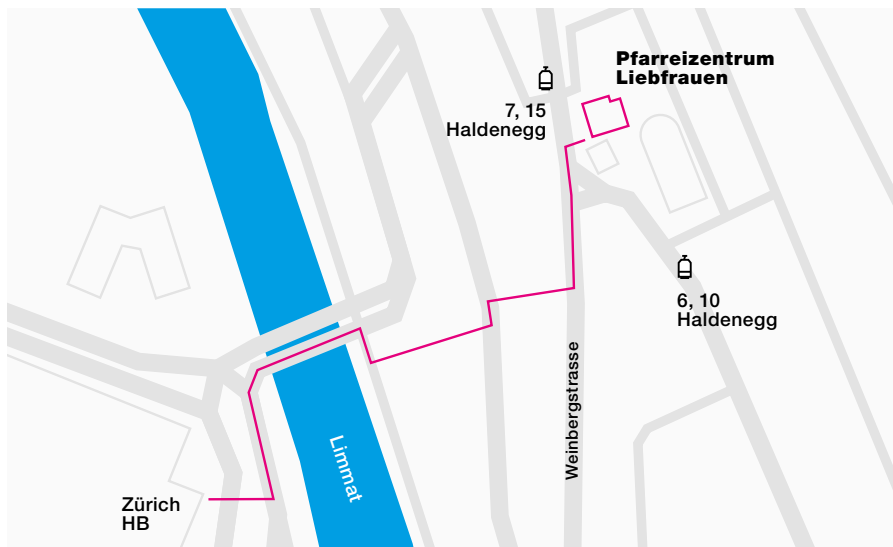 Pfarreizentrum
Liebfrauen
7, 15
Haldenegg
6, 10
Haldenegg
Weinbergstrasse
Limmat
Zürich
HB